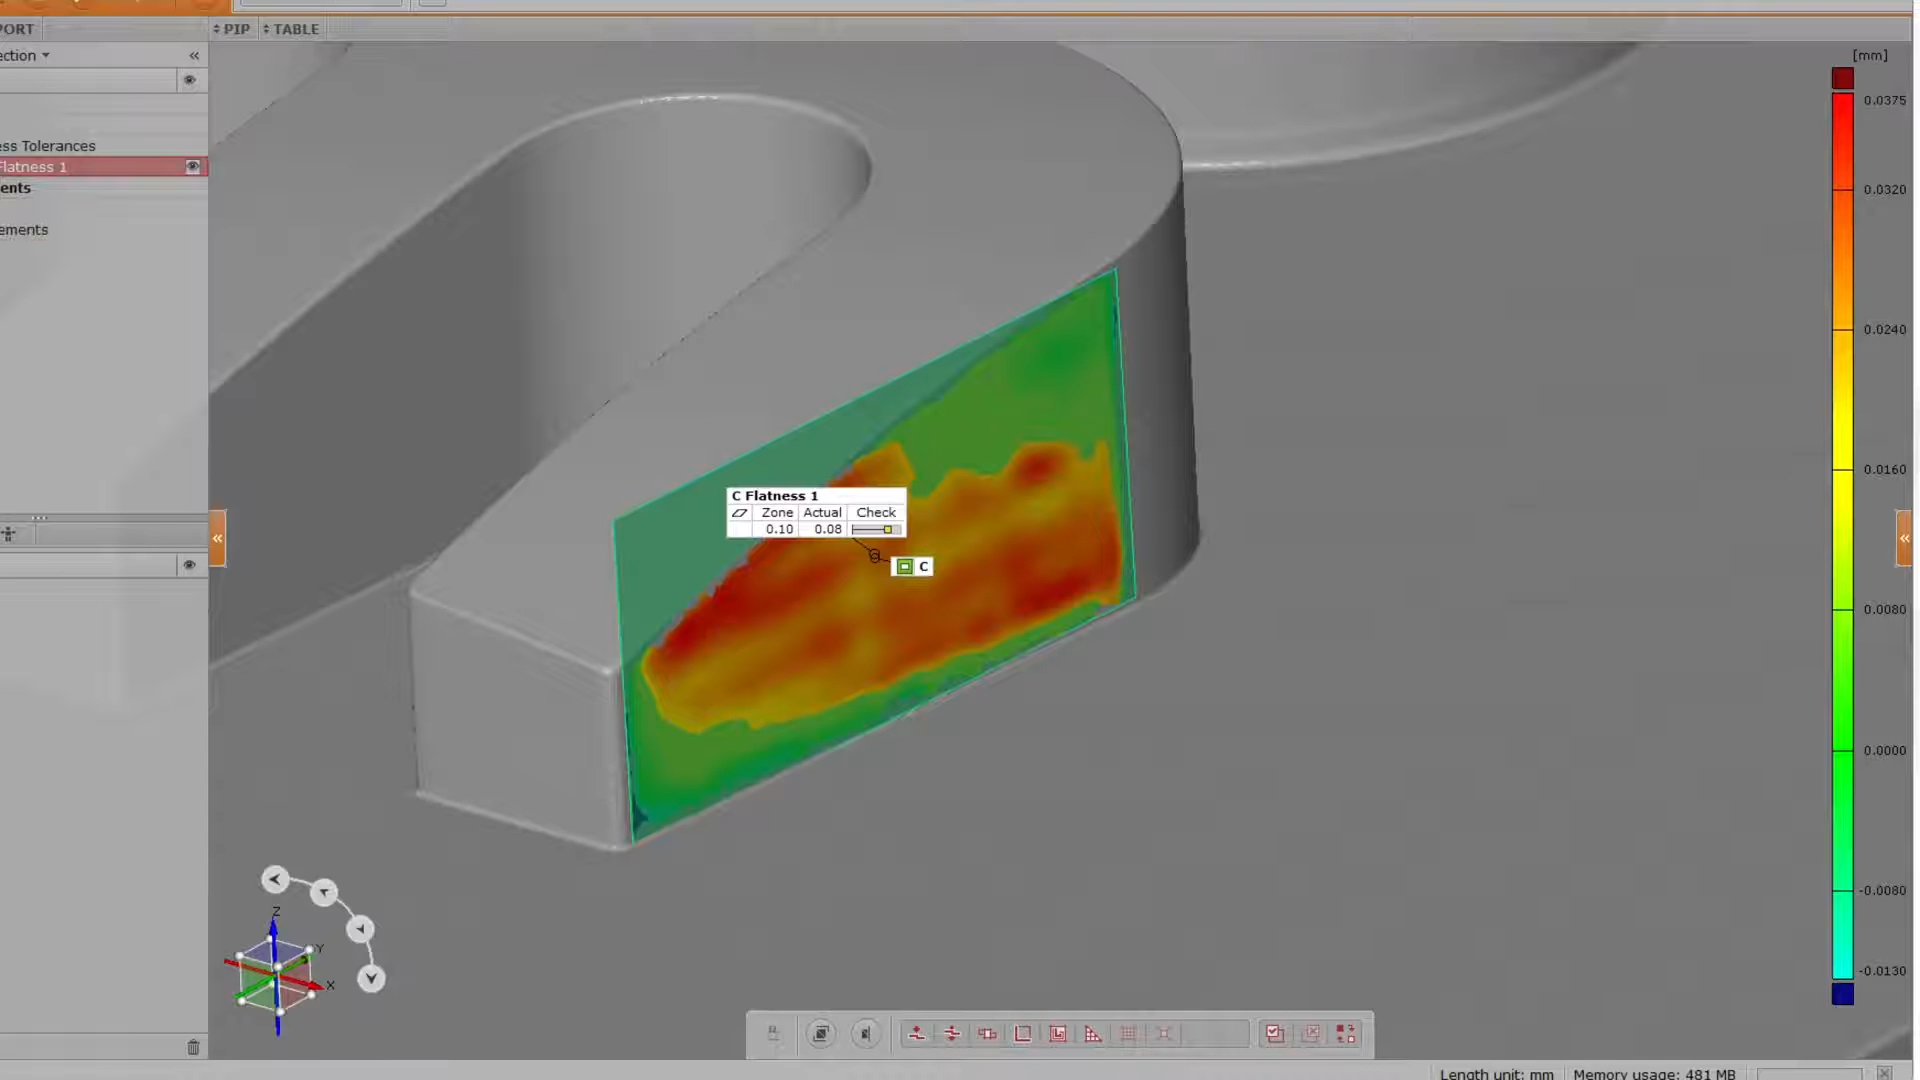 PORT
PIP
TABLE
ection
[mm]
0.0375
ess Tolerances
Flatness 1
ents
0.0320
ements
0.0240
0.0160
C Flatness 1
Zone Actual Check
0.10 0.08
C
0.0080
0.0000
-0.0080
-0.0130
Z
Y
X
Length unit: mm Memory usage: 481 MB